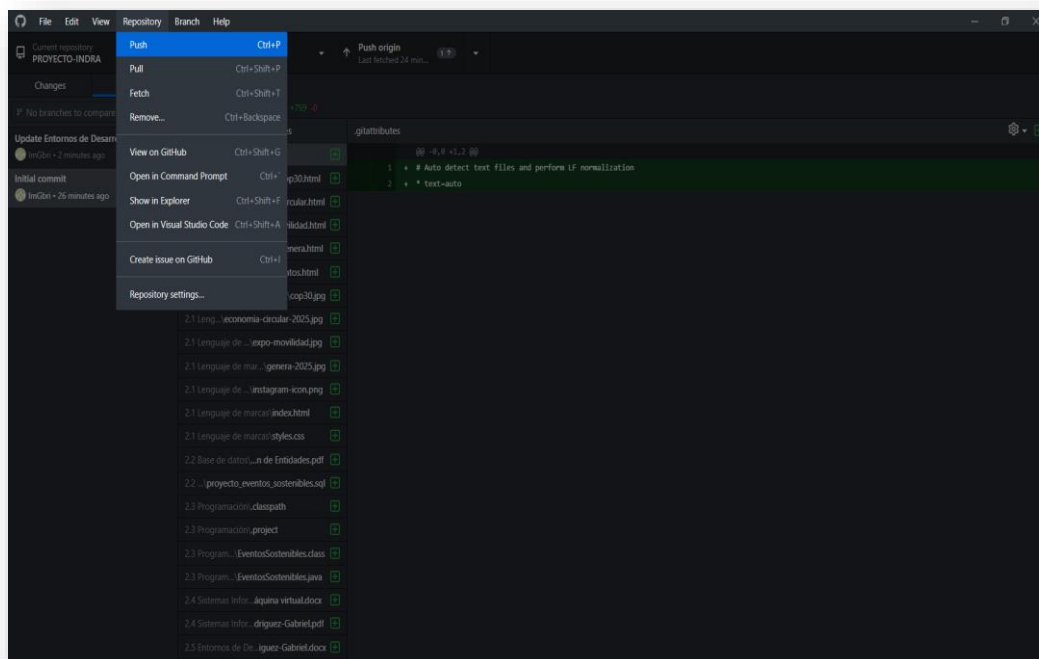 File Edit View Repository Branch Help
Current repository
PROYECTO-INDRA
Push origin
Last fetched 24 min...
1↑
Push Ctrl+P
Pull Ctrl+Shift+P
Fetch Ctrl+Shift+T
Remove... Ctrl+Backspace
View on GitHub Ctrl+Shift+G
Open in Command Prompt Ctrl+`
Show in Explorer Ctrl+Shift+F
Open in Visual Studio Code Ctrl+Shift+A
Create issue on GitHub Ctrl+I
Repository settings...
Changes
No branches to compare
Update Entornos de Desarr
ImGbri • 2 minutes ago
Initial commit
ImGbri • 26 minutes ago
+759 -0
.gitattributes
@@ -0,0 +1,2 @@
1 + # Auto detect text files and perform LF normalization
2 + * text=auto
op30.html
rcular.html
ilidad.html
enera.html
tos.html
\cop30.jpg
2.1 Leng...\economia-circular-2025.jpg
2.1 Lenguaje de ...\expo-movilidad.jpg
2.1 Lenguaje de mar...\genera-2025.jpg
2.1 Lenguaje de ...\instagram-icon.png
2.1 Lenguaje de marcas\index.html
2.1 Lenguaje de marcas\styles.css
2.2 Base de datos\...n de Entidades.pdf
2.2 ...\proyecto_eventos_sostenibles.sql
2.3 Programación\.classpath
2.3 Programación\.project
2.3 Program...\EventosSostenibles.class
2.3 Program...\EventosSostenibles.java
2.4 Sistemas Infor...áquina virtual.docx
2.4 Sistemas Infor...driguez-Gabriel.pdf
2.5 Entornos de De...iguez-Gabriel.docx